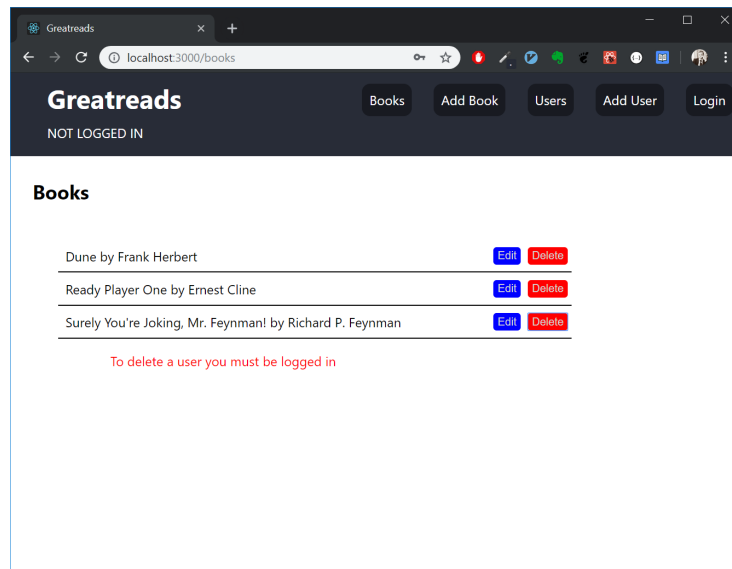 Greatreads
localhost:3000/books
Greatreads Books Add Book Users Add User Login
NOT LOGGED IN
Books
Dune by Frank Herbert Edit Delete
Ready Player One by Ernest Cline Edit Delete
Surely You're Joking, Mr. Feynman! by Richard P. Feynman Edit Delete
To delete a user you must be logged in